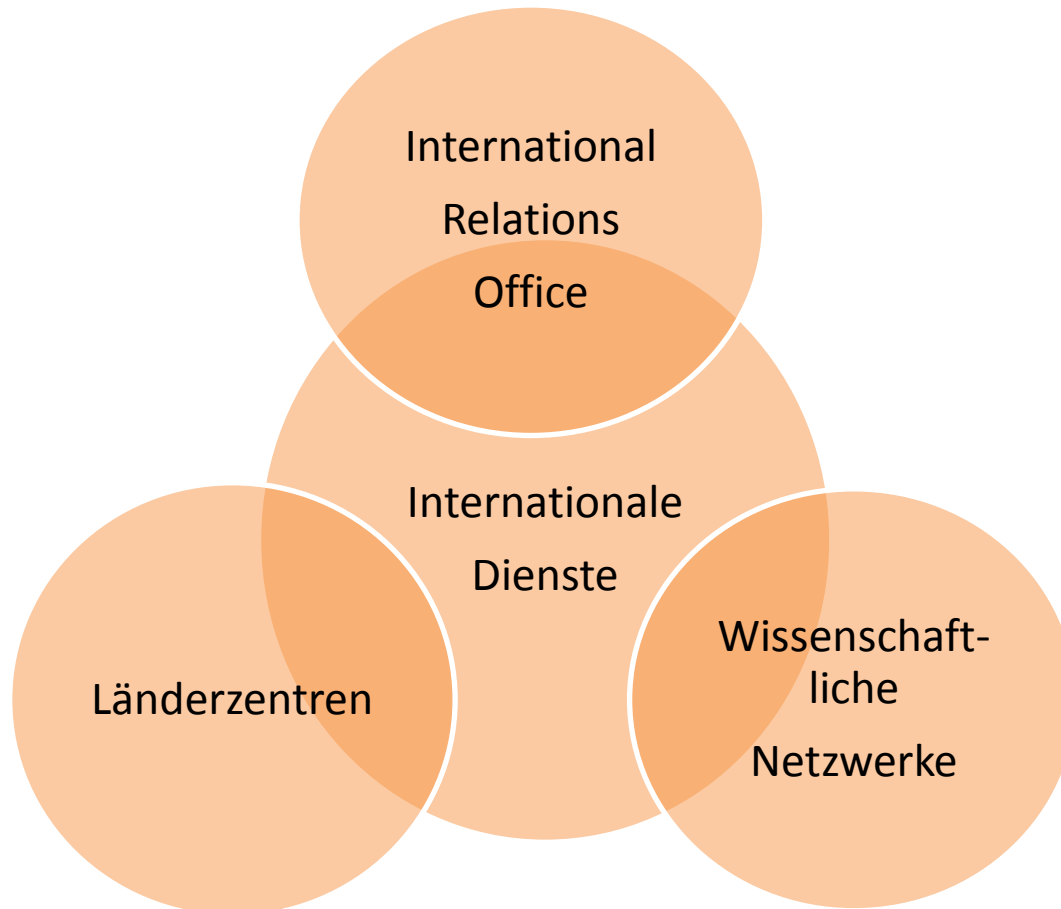 International
Relations
Office
Internationale
Dienste
Länderzentren
Wissenschaft-
liche
Netzwerke